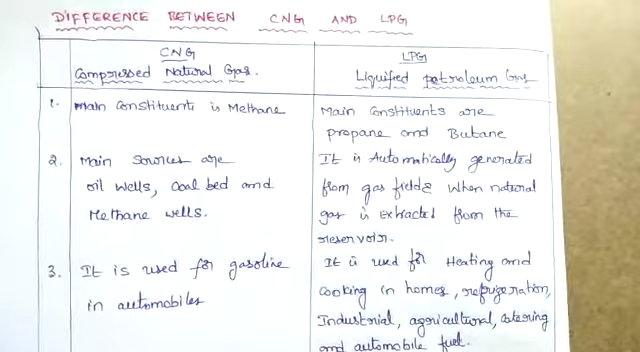 DIFFERENCE BETWEEN CNG AND LPG
CNG
Compressed Natural Gas.
LPG
Liquified petroleum Gas
1. Main Constituent is Methane
Main Constituents are
propane and Butane
2. Main Sources are
oil wells, Coal bed and
Methane wells.
It is Automatically generated
from gas fields when natural
gas is Extracted from the
reservoir.
3. It is used for gasoline
in automobiles
It is used for Heating and
Cooking in homes, refrigeration,
Industrial, agricultural, catering
and automobile fuel.